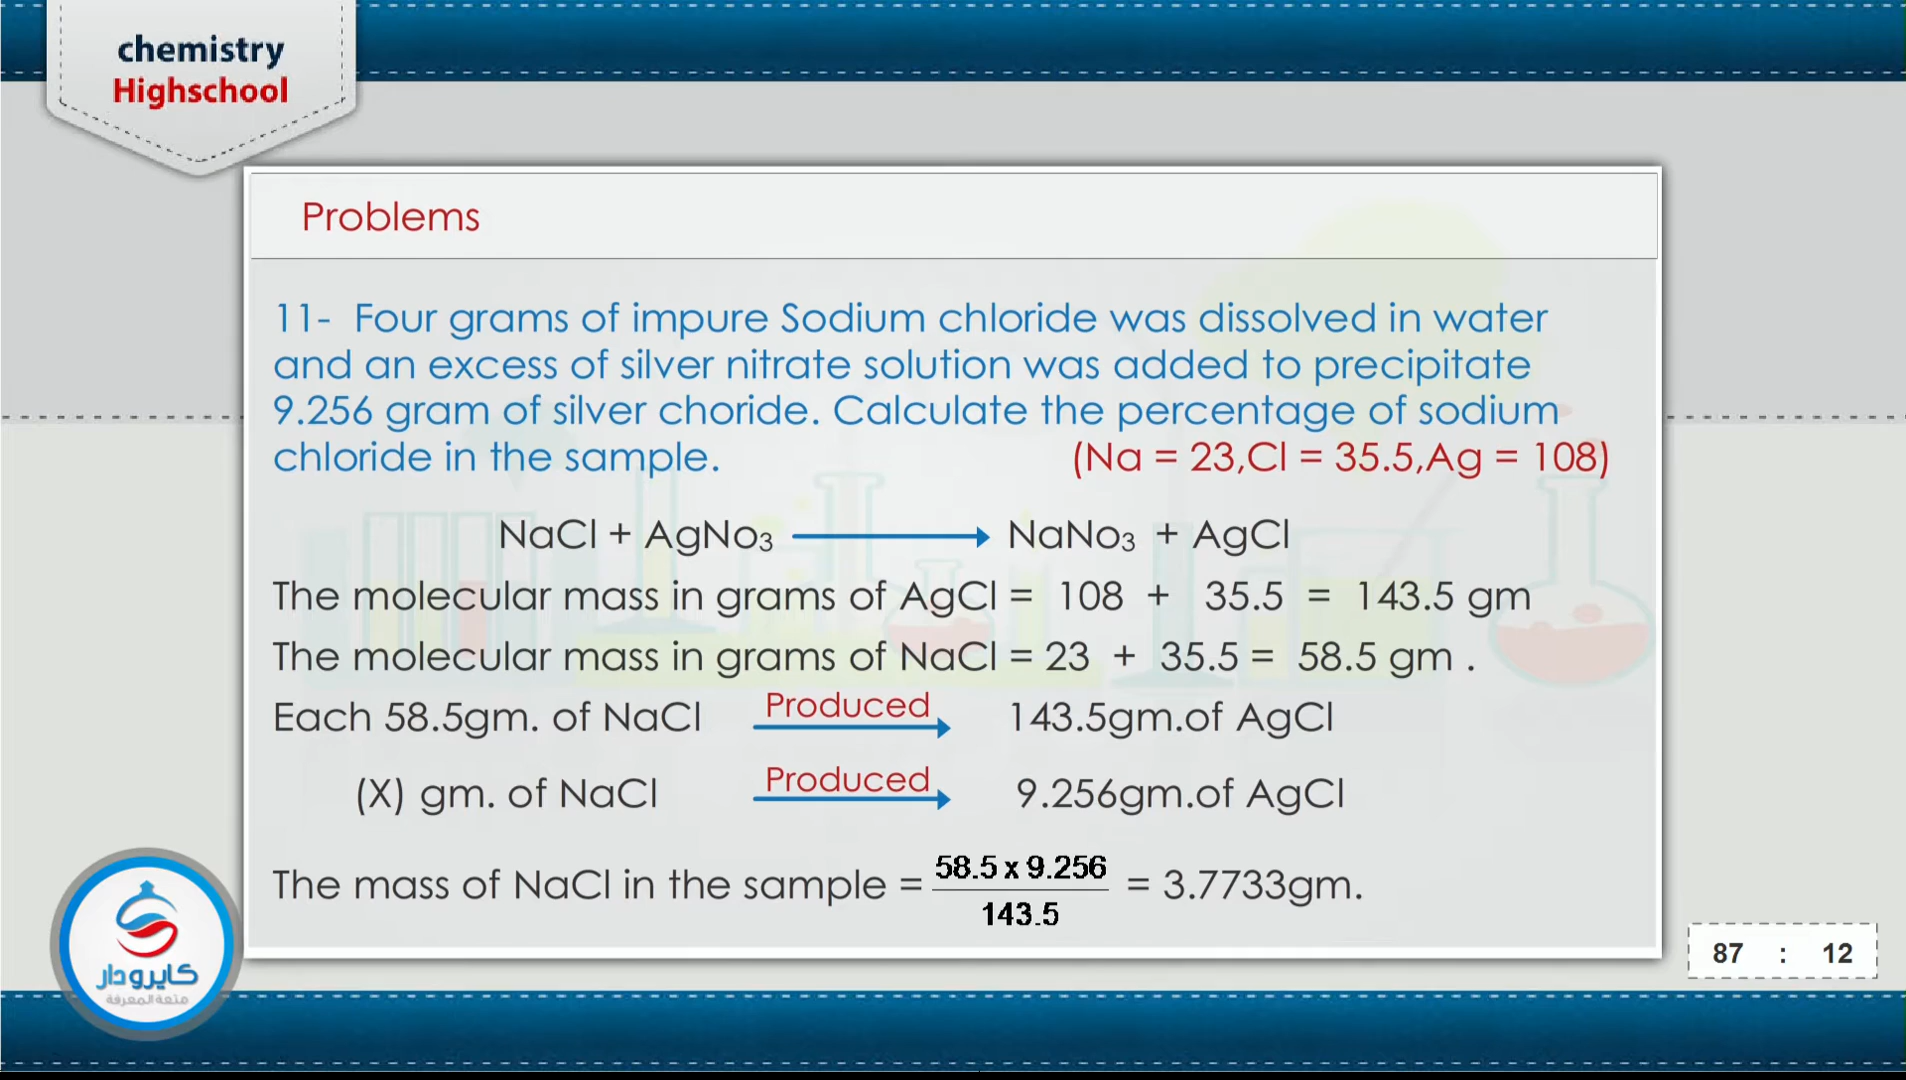 chemistry
Highschool
Problems
11- Four grams of impure Sodium chloride was dissolved in water
and an excess of silver nitrate solution was added to precipitate
9.256 gram of silver choride. Calculate the percentage of sodium
chloride in the sample. (Na = 23,Cl = 35.5,Ag = 108)
NaCl + AgNo₃ → NaNo₃ + AgCl
The molecular mass in grams of AgCl = 108 + 35.5 = 143.5 gm
The molecular mass in grams of NaCl = 23 + 35.5 = 58.5 gm .
Produced
Each 58.5gm. of NaCl 143.5gm.of AgCl
Produced
(X) gm. of NaCl 9.256gm.of AgCl
58.5 x 9.256
The mass of NaCl in the sample = = 3.7733gm.
143.5
كايرودار
متعة المعرفة
87 : 12